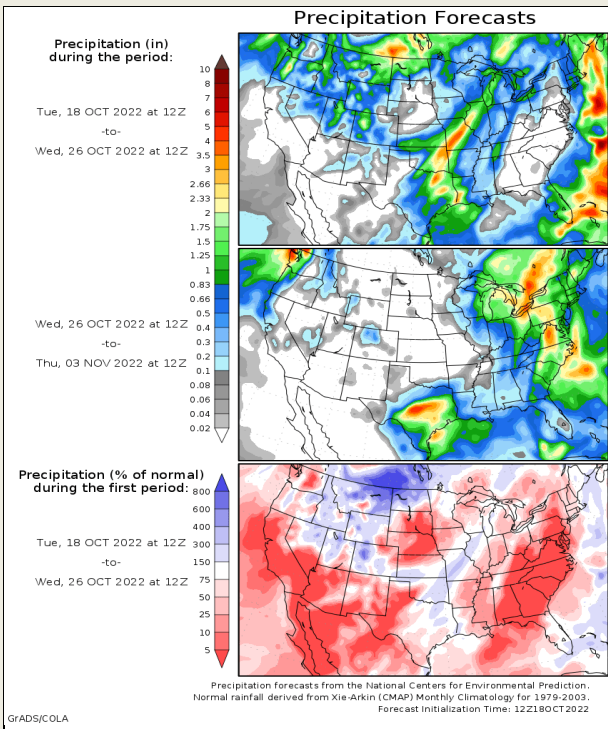 Precipitation Forecasts
Precipitation (in)
during the period:
Tue, 18 OCT 2022 at 12Z
-to-
Wed, 26 OCT 2022 at 12Z
10
8
7
6
5
4
3.5
3
2.66
2.33
2
1.75
1.5
1.25
1
0.83
0.66
0.5
0.4
0.3
0.2
0.1
0.08
0.06
0.04
0.02
Wed, 26 OCT 2022 at 12Z
-to-
Thu, 03 NOV 2022 at 12Z
Precipitation (% of normal)
during the first period:
Tue, 18 OCT 2022 at 12Z
-to-
Wed, 26 OCT 2022 at 12Z
800
600
400
300
150
75
50
25
10
5
Precipitation forecasts from the National Centers for Environmental Prediction.
Normal rainfall derived from Xie-Arkin (CMAP) Monthly Climatology for 1979-2003.
Forecast Initialization Time: 12Z18OCT2022
GrADS/COLA